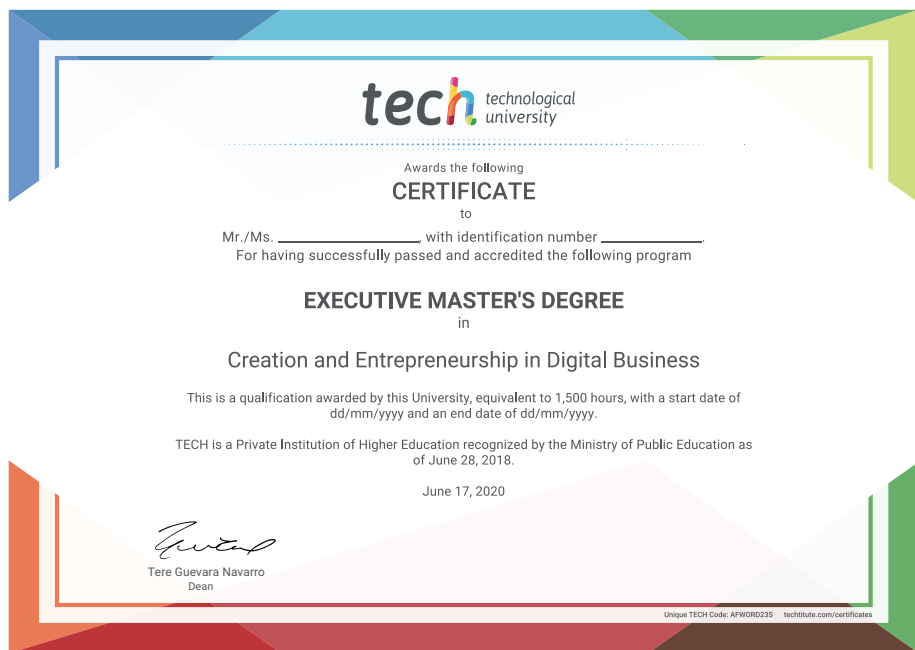 tech technological
university
Awards the following
CERTIFICATE
to
Mr./Ms. ____________________, with identification number ______________.
For having successfully passed and accredited the following program
EXECUTIVE MASTER'S DEGREE
in
Creation and Entrepreneurship in Digital Business
This is a qualification awarded by this University, equivalent to 1,500 hours, with a start date of
dd/mm/yyyy and an end date of dd/mm/yyyy.
TECH is a Private Institution of Higher Education recognized by the Ministry of Public Education as
of June 28, 2018.
June 17, 2020
Tere Guevara Navarro
Dean
Unique TECH Code: AFWORD23S techtitute.com/certificates